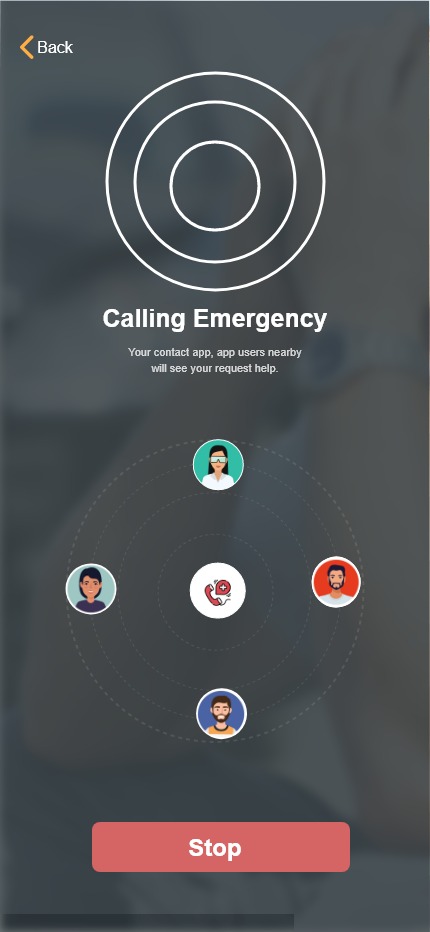 Back
Calling Emergency
Your contact app, app users nearby
will see your request help.
Stop